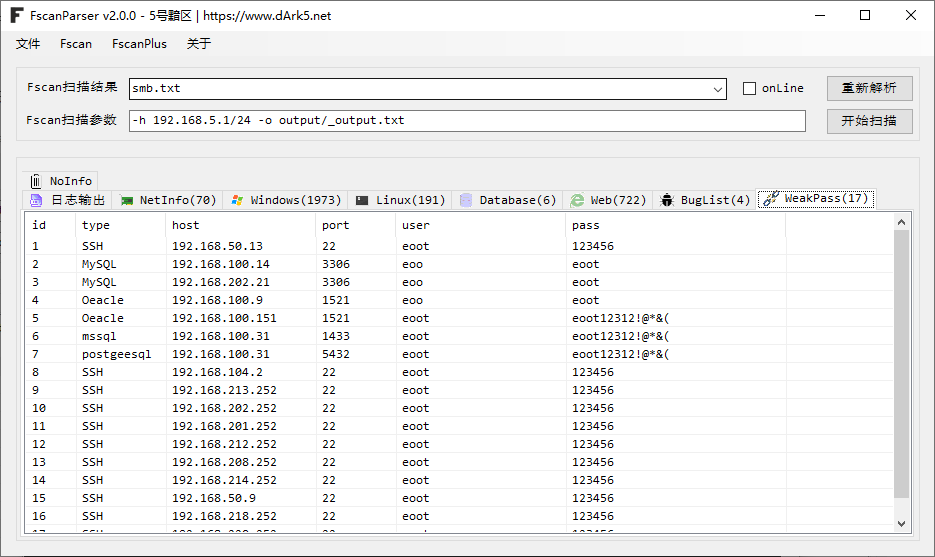 FscanParser v2.0.0 - 5号黯区 | https://www.dArk5.net
文件 Fscan FscanPlus 关于
Fscan扫描结果 smb.txt onLine 重新解析
Fscan扫描参数 -h 192.168.5.1/24 -o output/_output.txt 开始扫描
NoInfo
日志输出 NetInfo(70) Windows(1973) Linux(191) Database(6) Web(722) BugList(4) WeakPass(17)
id type host port user pass
1 SSH 192.168.50.13 22 eoot 123456
2 MySQL 192.168.100.14 3306 eoo eoot
3 MySQL 192.168.202.21 3306 eoo eoot
4 Oeacle 192.168.100.9 1521 eoo eoot
5 Oeacle 192.168.100.151 1521 eoot eoot12312!@*&(
6 mssql 192.168.100.31 1433 eoot eoot12312!@*&(
7 postgeesql 192.168.100.31 5432 eoot eoot12312!@*&(
8 SSH 192.168.104.2 22 eoot 123456
9 SSH 192.168.213.252 22 eoot 123456
10 SSH 192.168.202.252 22 eoot 123456
11 SSH 192.168.201.252 22 eoot 123456
12 SSH 192.168.212.252 22 eoot 123456
13 SSH 192.168.208.252 22 eoot 123456
14 SSH 192.168.214.252 22 eoot 123456
15 SSH 192.168.50.9 22 eoot 123456
16 SSH 192.168.218.252 22 eoot 123456